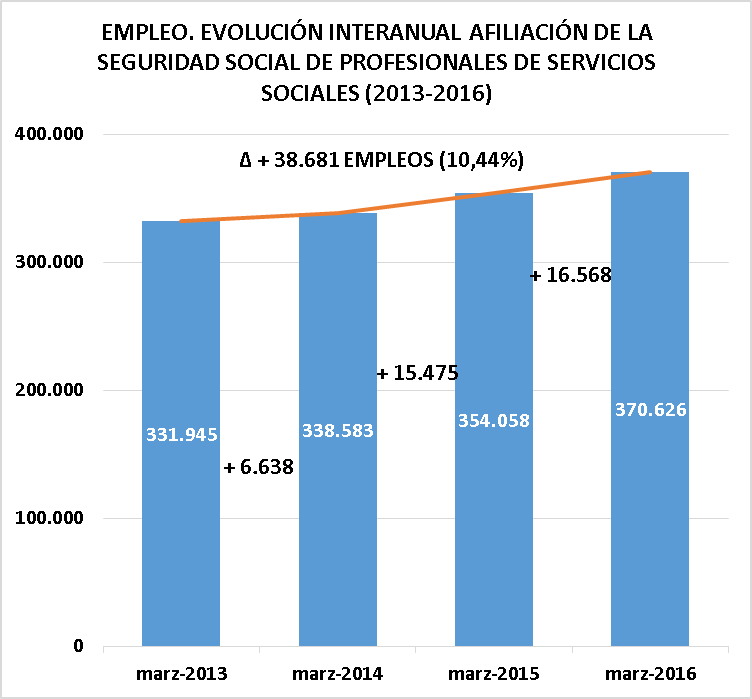 EMPLEO. EVOLUCIÓN INTERANUAL AFILIACIÓN DE LA
SEGURIDAD SOCIAL DE PROFESIONALES DE SERVICIOS
SOCIALES (2013-2016)
400.000
Δ + 38.681 EMPLEOS (10,44%)
300.000
+ 16.568
200.000
+ 15.475
331.945
338.583
354.058
370.626
+ 6.638
100.000
0
marz-2013
marz-2014
marz-2015
marz-2016